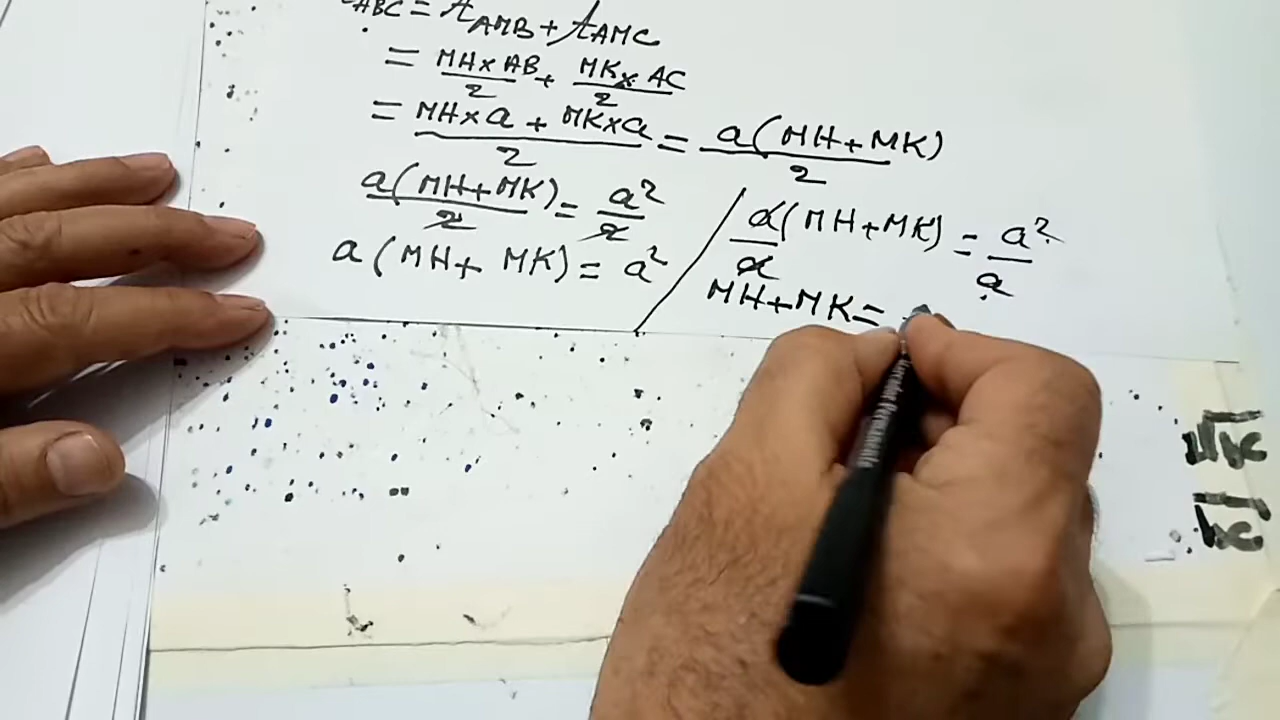 ABC = A AMB + A AMC
= MH×AB/2 + MK×AC/2
= MH×a + MK×a/2 = a(MH+MK)/2
a(MH+MK)/2 = a²/2
a(MH+ MK) = a²
a(MH+MK)/a = a²/a
MH+MK =